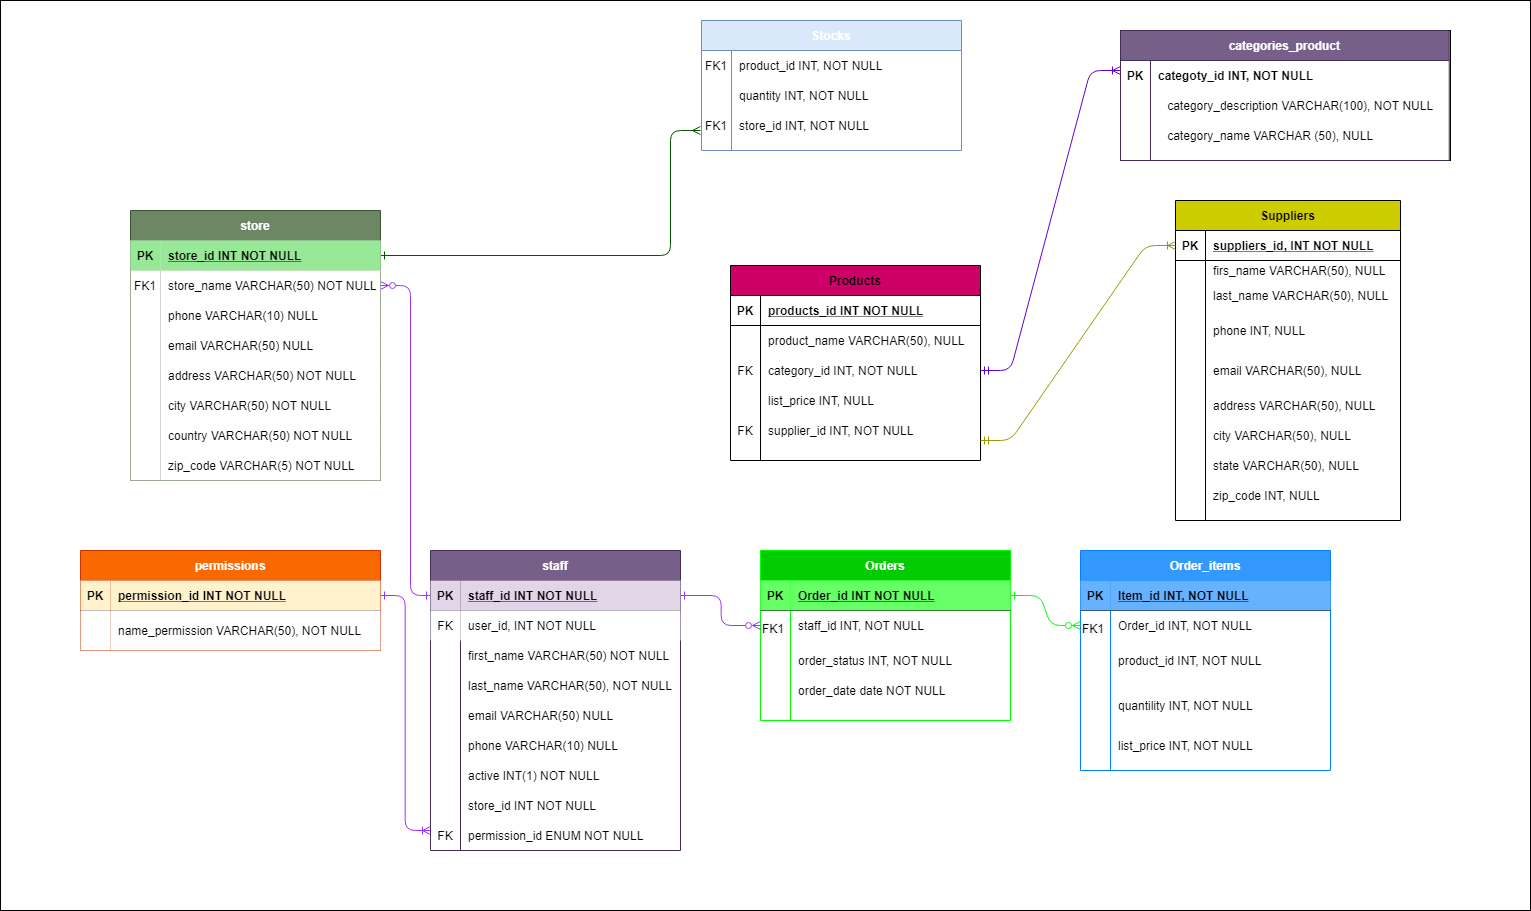 Stocks
FK1 product_id INT, NOT NULL
quantity INT, NOT NULL
FK1 store_id INT, NOT NULL
categories_product
PK categoty_id INT, NOT NULL
category_description VARCHAR(100), NOT NULL
category_name VARCHAR (50), NULL
store
PK store_id INT NOT NULL
FK1 store_name VARCHAR(50) NOT NULL
phone VARCHAR(10) NULL
email VARCHAR(50) NULL
address VARCHAR(50) NOT NULL
city VARCHAR(50) NOT NULL
country VARCHAR(50) NOT NULL
zip_code VARCHAR(5) NOT NULL
Products
PK products_id INT NOT NULL
product_name VARCHAR(50), NULL
FK category_id INT, NOT NULL
list_price INT, NULL
FK supplier_id INT, NOT NULL
Suppliers
PK suppliers_id, INT NOT NULL
firs_name VARCHAR(50), NULL
last_name VARCHAR(50), NULL
phone INT, NULL
email VARCHAR(50), NULL
address VARCHAR(50), NULL
city VARCHAR(50), NULL
state VARCHAR(50), NULL
zip_code INT, NULL
permissions
PK permission_id INT NOT NULL
name_permission VARCHAR(50), NOT NULL
staff
PK staff_id INT NOT NULL
FK user_id, INT NOT NULL
first_name VARCHAR(50) NOT NULL
last_name VARCHAR(50), NOT NULL
email VARCHAR(50) NULL
phone VARCHAR(10) NULL
active INT(1) NOT NULL
store_id INT NOT NULL
FK permission_id ENUM NOT NULL
Orders
PK Order_id INT NOT NULL
FK1 staff_id INT, NOT NULL
order_status INT, NOT NULL
order_date date NOT NULL
Order_items
PK Item_id INT, NOT NULL
FK1 Order_id INT, NOT NULL
product_id INT, NOT NULL
quantility INT, NOT NULL
list_price INT, NOT NULL